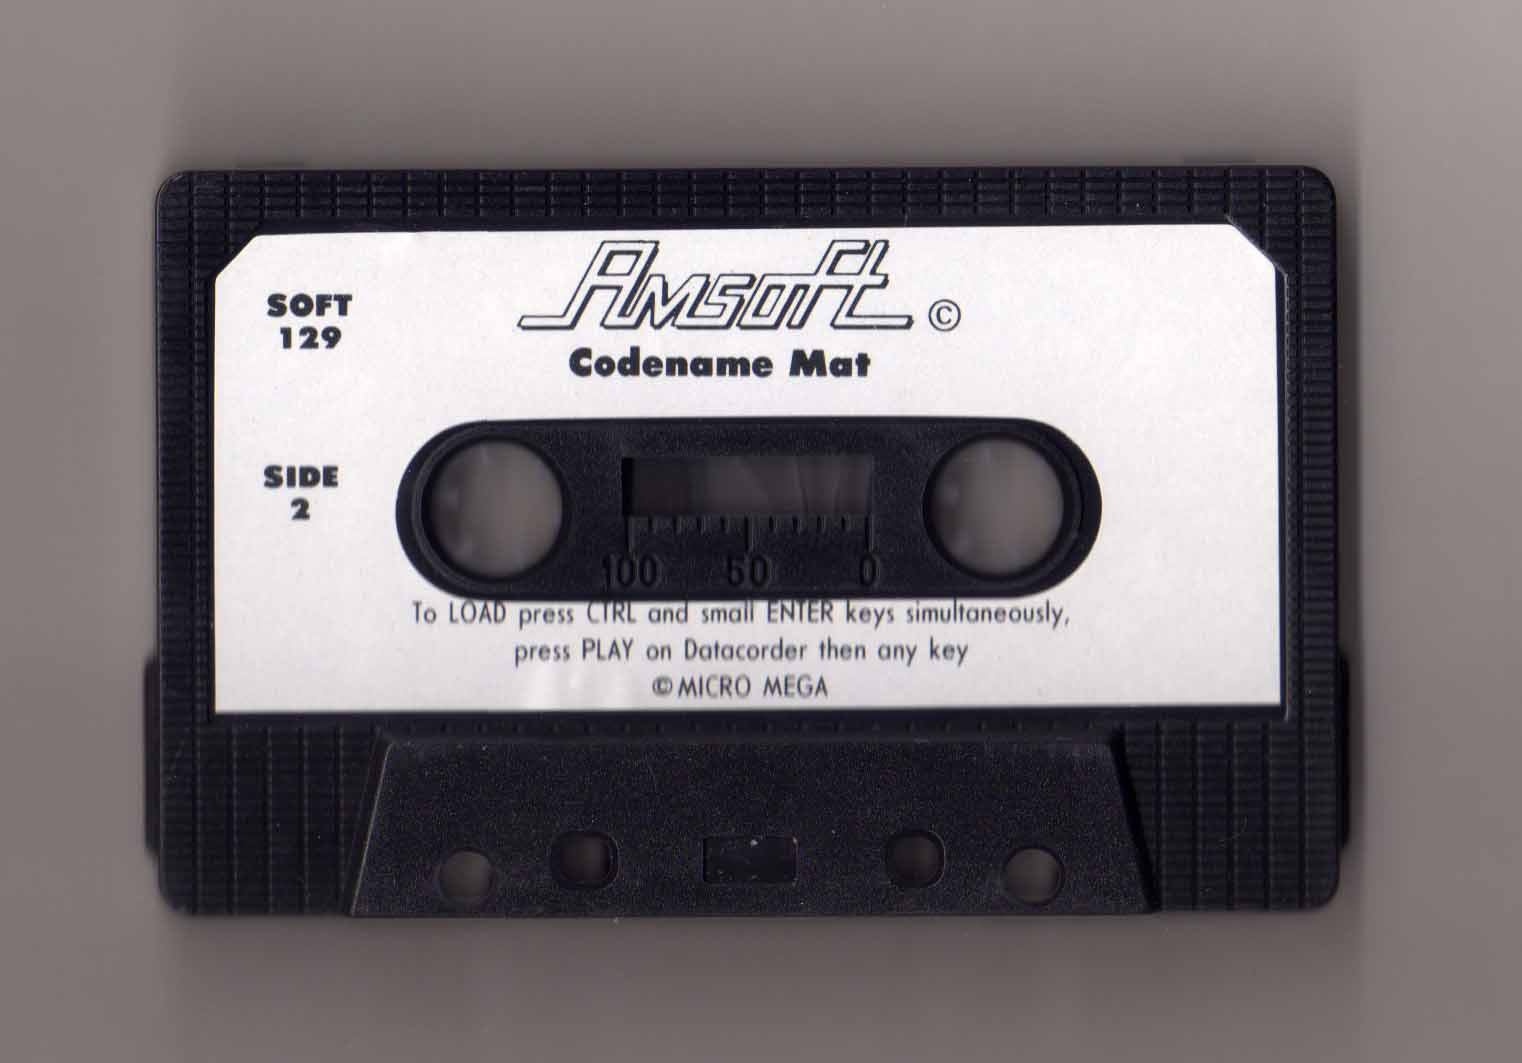 Amsoft ©
SOFT
129
Codename Mat
SIDE
2
100 50 0
To LOAD press CTRL and small ENTER keys simultaneously,
press PLAY on Datacorder then any key
©MICRO MEGA